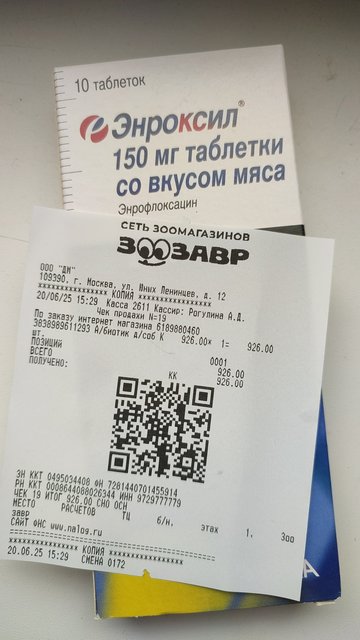 10 таблеток
Энроксил®
150 мг таблетки
со вкусом мяса
Энрофлоксацин
СЕТЬ ЗООМАГАЗИНОВ
ЗООЗАВР
ООО "ДМ"
109390, г. Москва, ул. Юных Ленинцев, д. 12
**************** КОПИЯ ****************
20/06/25 15:29 Касса 2611 Кассир: Рогулина А.Д.
Чек продажи N=19
По заказу интернет магазина 6189880460
3838989611293 А/биотик д/соб К 926.00* 1= 926.00
шт.
ПОЗИЦИЙ 0001
ВСЕГО 926.00
ПОЛУЧЕНО: 926.00
КК
ЗН ККТ 0495034408 ФН 7281440701455914
РН ККТ 0008644088026344 ИНН 9729777779
ЧЕК 19 ИТОГ 926.00 СНО ОСН
МЕСТО РАСЧЕТОВ ТЦ б/н. этаж 1. Зоо
завр
САЙТ ФНС www.nalog.ru
**************** КОПИЯ ****************
20.06.25 15:29 СМЕНА 0172